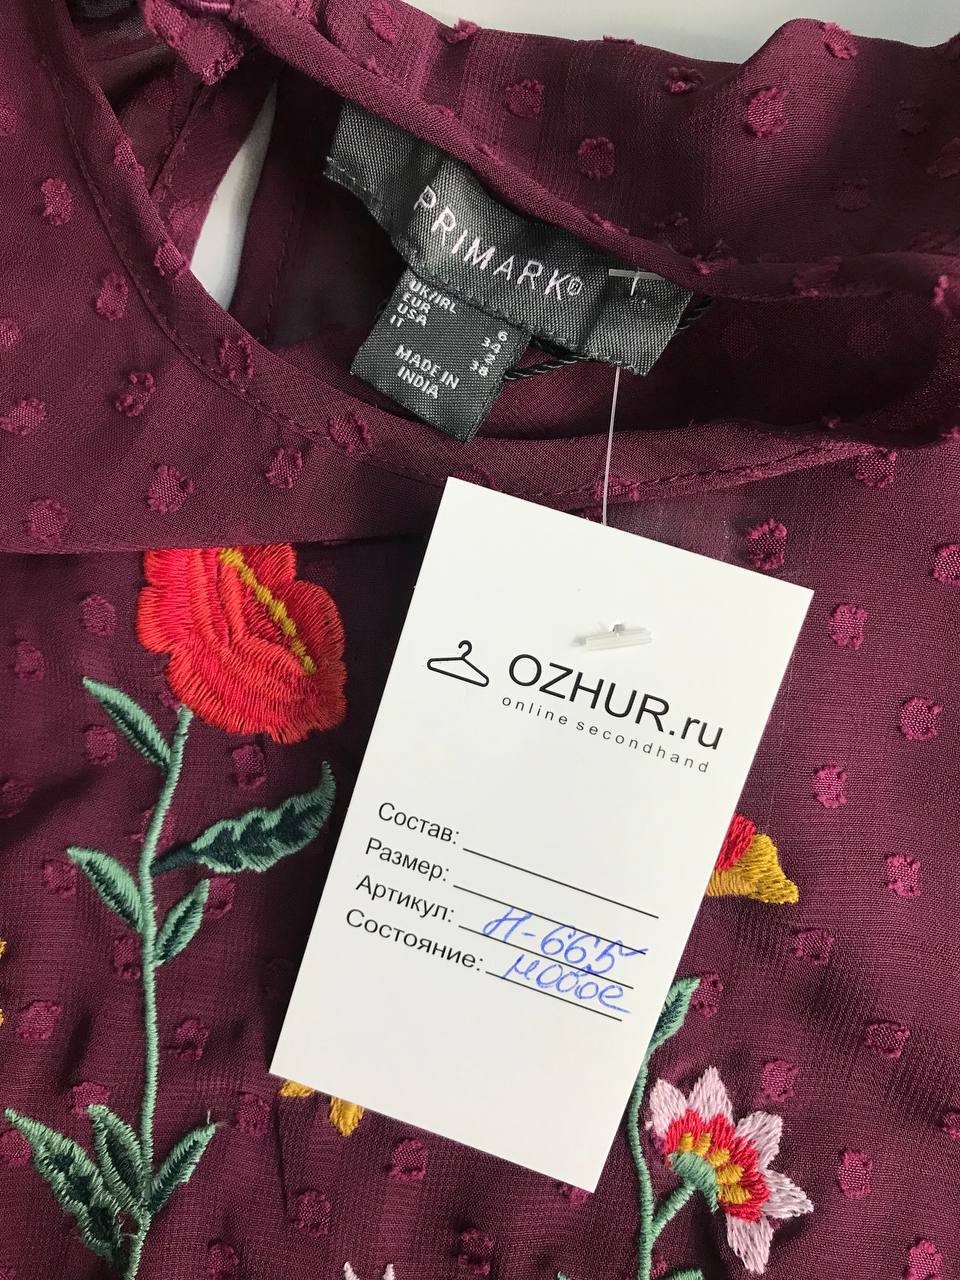 PRIMARK®
UK/IRL 6
EUR 34
USA 2
IT 38
MADE IN
INDIA
OZHUR.ru
online secondhand
Состав:
Размер:
Артикул: Н-665
Состояние: новое